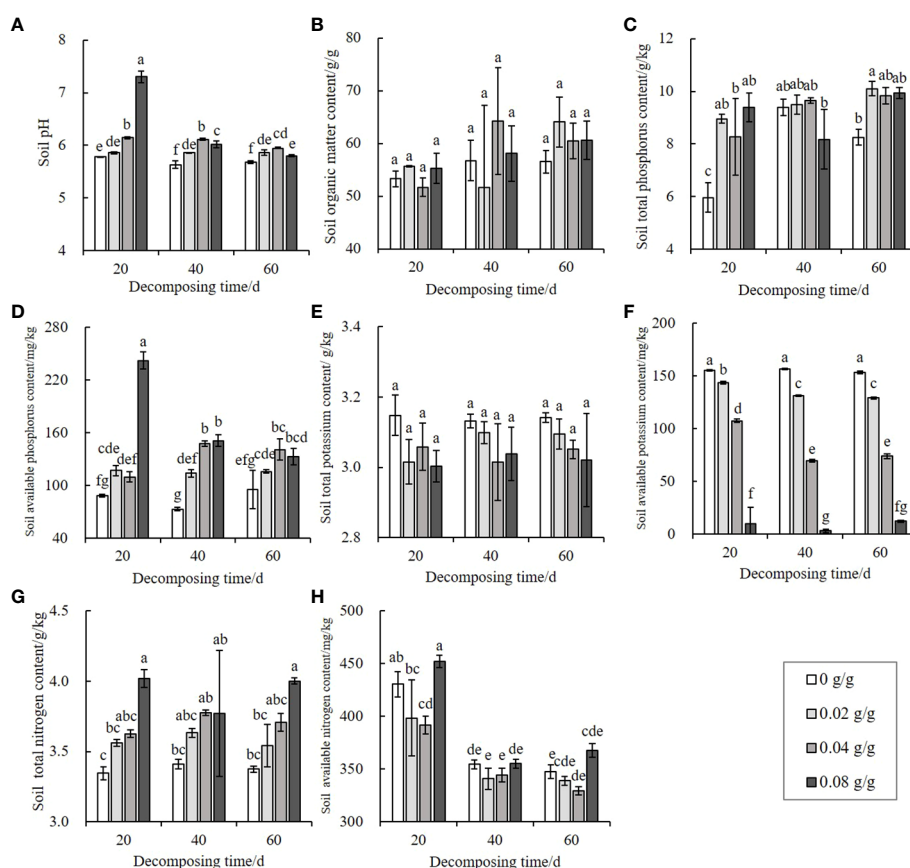 A
8
7
6
5
4
Soil pH
e de b a
f de b c
f de cd e
20 40 60
Decomposing time/d
B
80
70
60
50
40
Soil organic matter content/g/g
a a a a
a a a a
b a a a
20 40 60
Decomposing time/d
C
12
10
8
6
4
Soil total phosphorus content/g/kg
c ab b ab
ab ab ab b
b a ab ab
20 40 60
Decomposing time/d
D
280
220
160
100
40
Soil available phosphorus content/mg/kg
fg cde def a
g def b b
efg cde bc bcd
20 40 60
Decomposing time/d
E
3.4
3.2
3.0
2.8
Soil total potassium content/ g/kg
a a a a
a a a a
a a a a
20 40 60
Decomposing time/d
F
200
150
100
50
0
Soil available potassium content/mg/kg
a b d f
a c e g
a c e fg
20 40 60
Decomposing time/d
G
4.5
4.0
3.5
3.0
Soil total nitrogen content/g/kg
c bc abc a
bc abc ab ab
bc bc abc a
20 40 60
Decomposing time/d
H
500
450
400
350
300
Soil available nitrogen content/mg/kg
ab bc cd a
de e e de
e cde de cde
20 40 60
Decomposing time/d
0 g/g
0.02 g/g
0.04 g/g
0.08 g/g